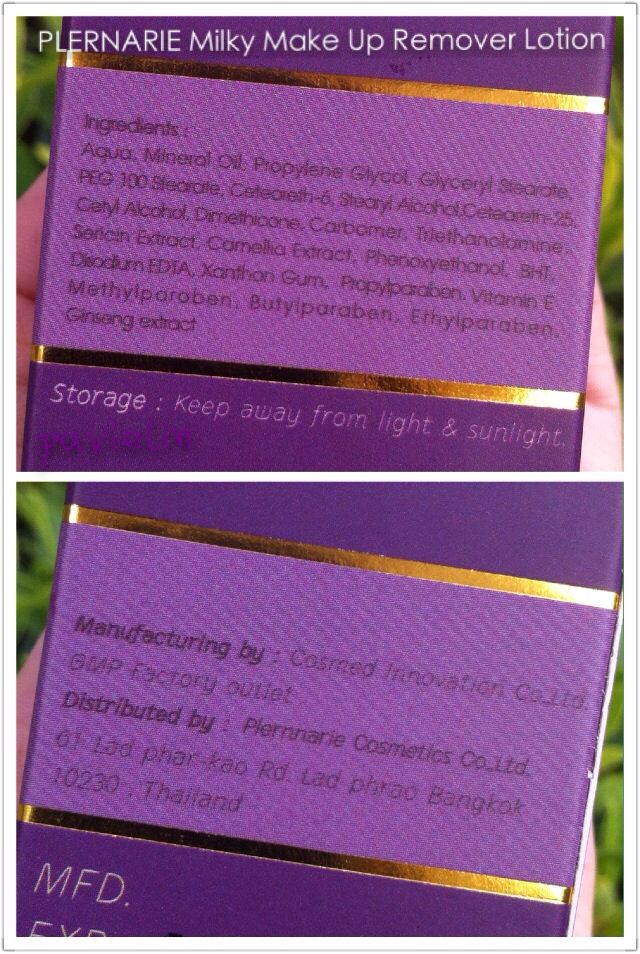 PLERNARIE Milky Make Up Remover Lotion
Ingredients :
Aqua, Mineral Oil, Propylene Glycol, Glyceryl Stearate,
PEG 100 Stearate, Ceteareth-6, Stearyl Alcohol,Ceteareth-25,
Cetyl Alcohol, Dimethicone, Carbomer, Triethanolamine,
Sericin Extract, Camellia Extract, Phenoxyethanol, BHT,
Disodium EDTA, Xanthan Gum, Propylparaben, Vitamin E
Methylparaben, Butylparaben, Ethylparaben,
Ginseng extract
Storage : Keep away from light & sunlight.
Manufacturing by : Cosmed Innovation Co.,Ltd.
GMP Factory outlet
Distributed by : Plernnarie Cosmetics Co.,Ltd.
61 Lad phar-kao Rd. Lad phrao Bangkok
10230 , Thailand
MFD.